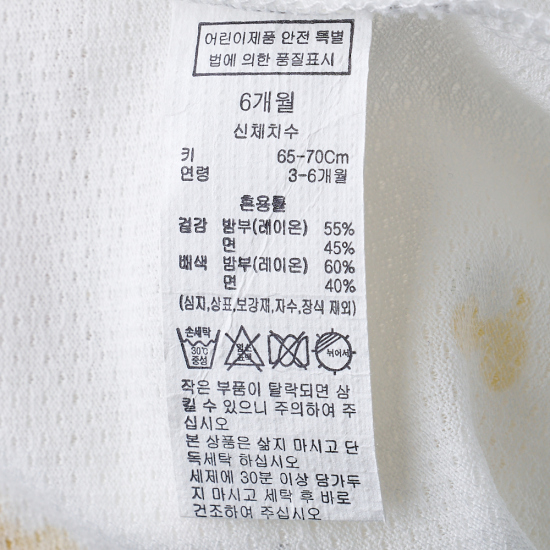 어린이제품 안전 특별
법에 의한 품질표시
6개월
신체치수
키 65-70Cm
연령 3-6개월
혼용률
겉감 밤부(레이온) 55%
면 45%
배색 밤부(레이온) 60%
면 40%
(심지,상표,보강재,자수,장식 제외)
손세탁 30℃ 중성 염소 표백 뉘어서
작은 부품이 탈락되면 삼
킬 수 있으니 주의하여 주
십시오
본 상품은 삶지 마시고 단
독세탁 하십시오
세제에 30분 이상 담가두
지 마시고 세탁 후 바로
건조하여 주십시오